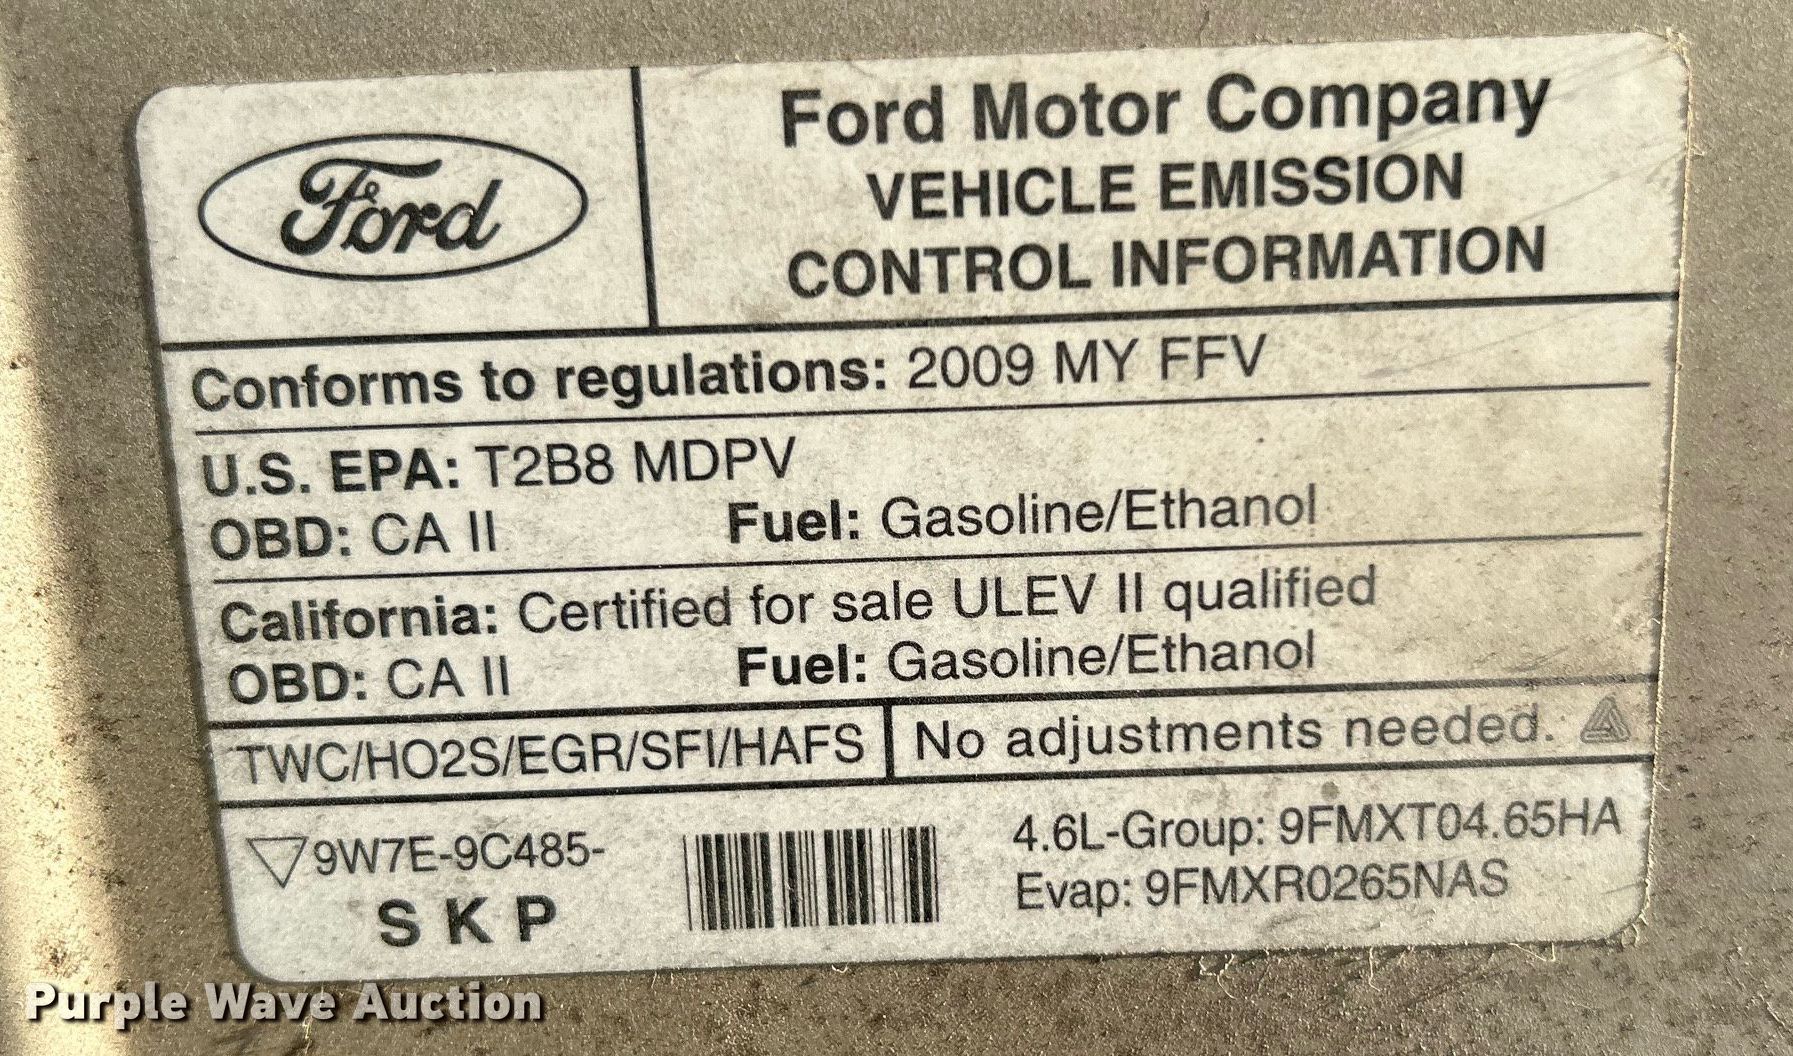 Ford
Ford Motor Company
VEHICLE EMISSION
CONTROL INFORMATION
Conforms to regulations: 2009 MY FFV
U.S. EPA: T2B8 MDPV
OBD: CA II Fuel: Gasoline/Ethanol
California: Certified for sale ULEV II qualified
OBD: CA II Fuel: Gasoline/Ethanol
TWC/HO2S/EGR/SFI/HAFS No adjustments needed.
9W7E-9C485-
S K P
4.6L-Group: 9FMXT04.65HA
Evap: 9FMXR0265NAS
Purple Wave Auction